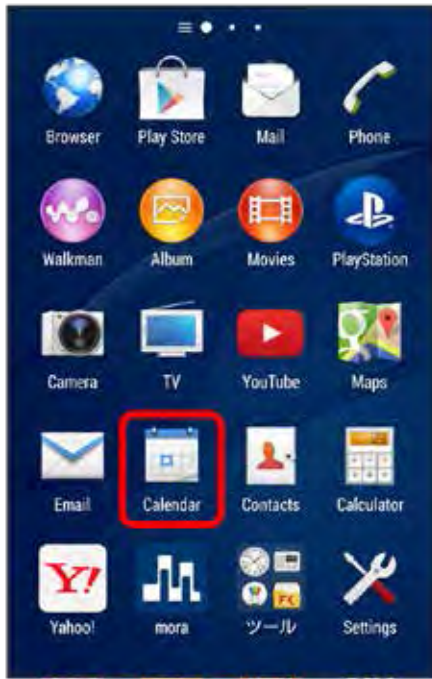 Browser Play Store Mail Phone
Walkman Album Movies PlayStation
Camera TV YouTube Maps
Email Calendar Contacts Calculator
Y!
Yahoo! mora ツール Settings